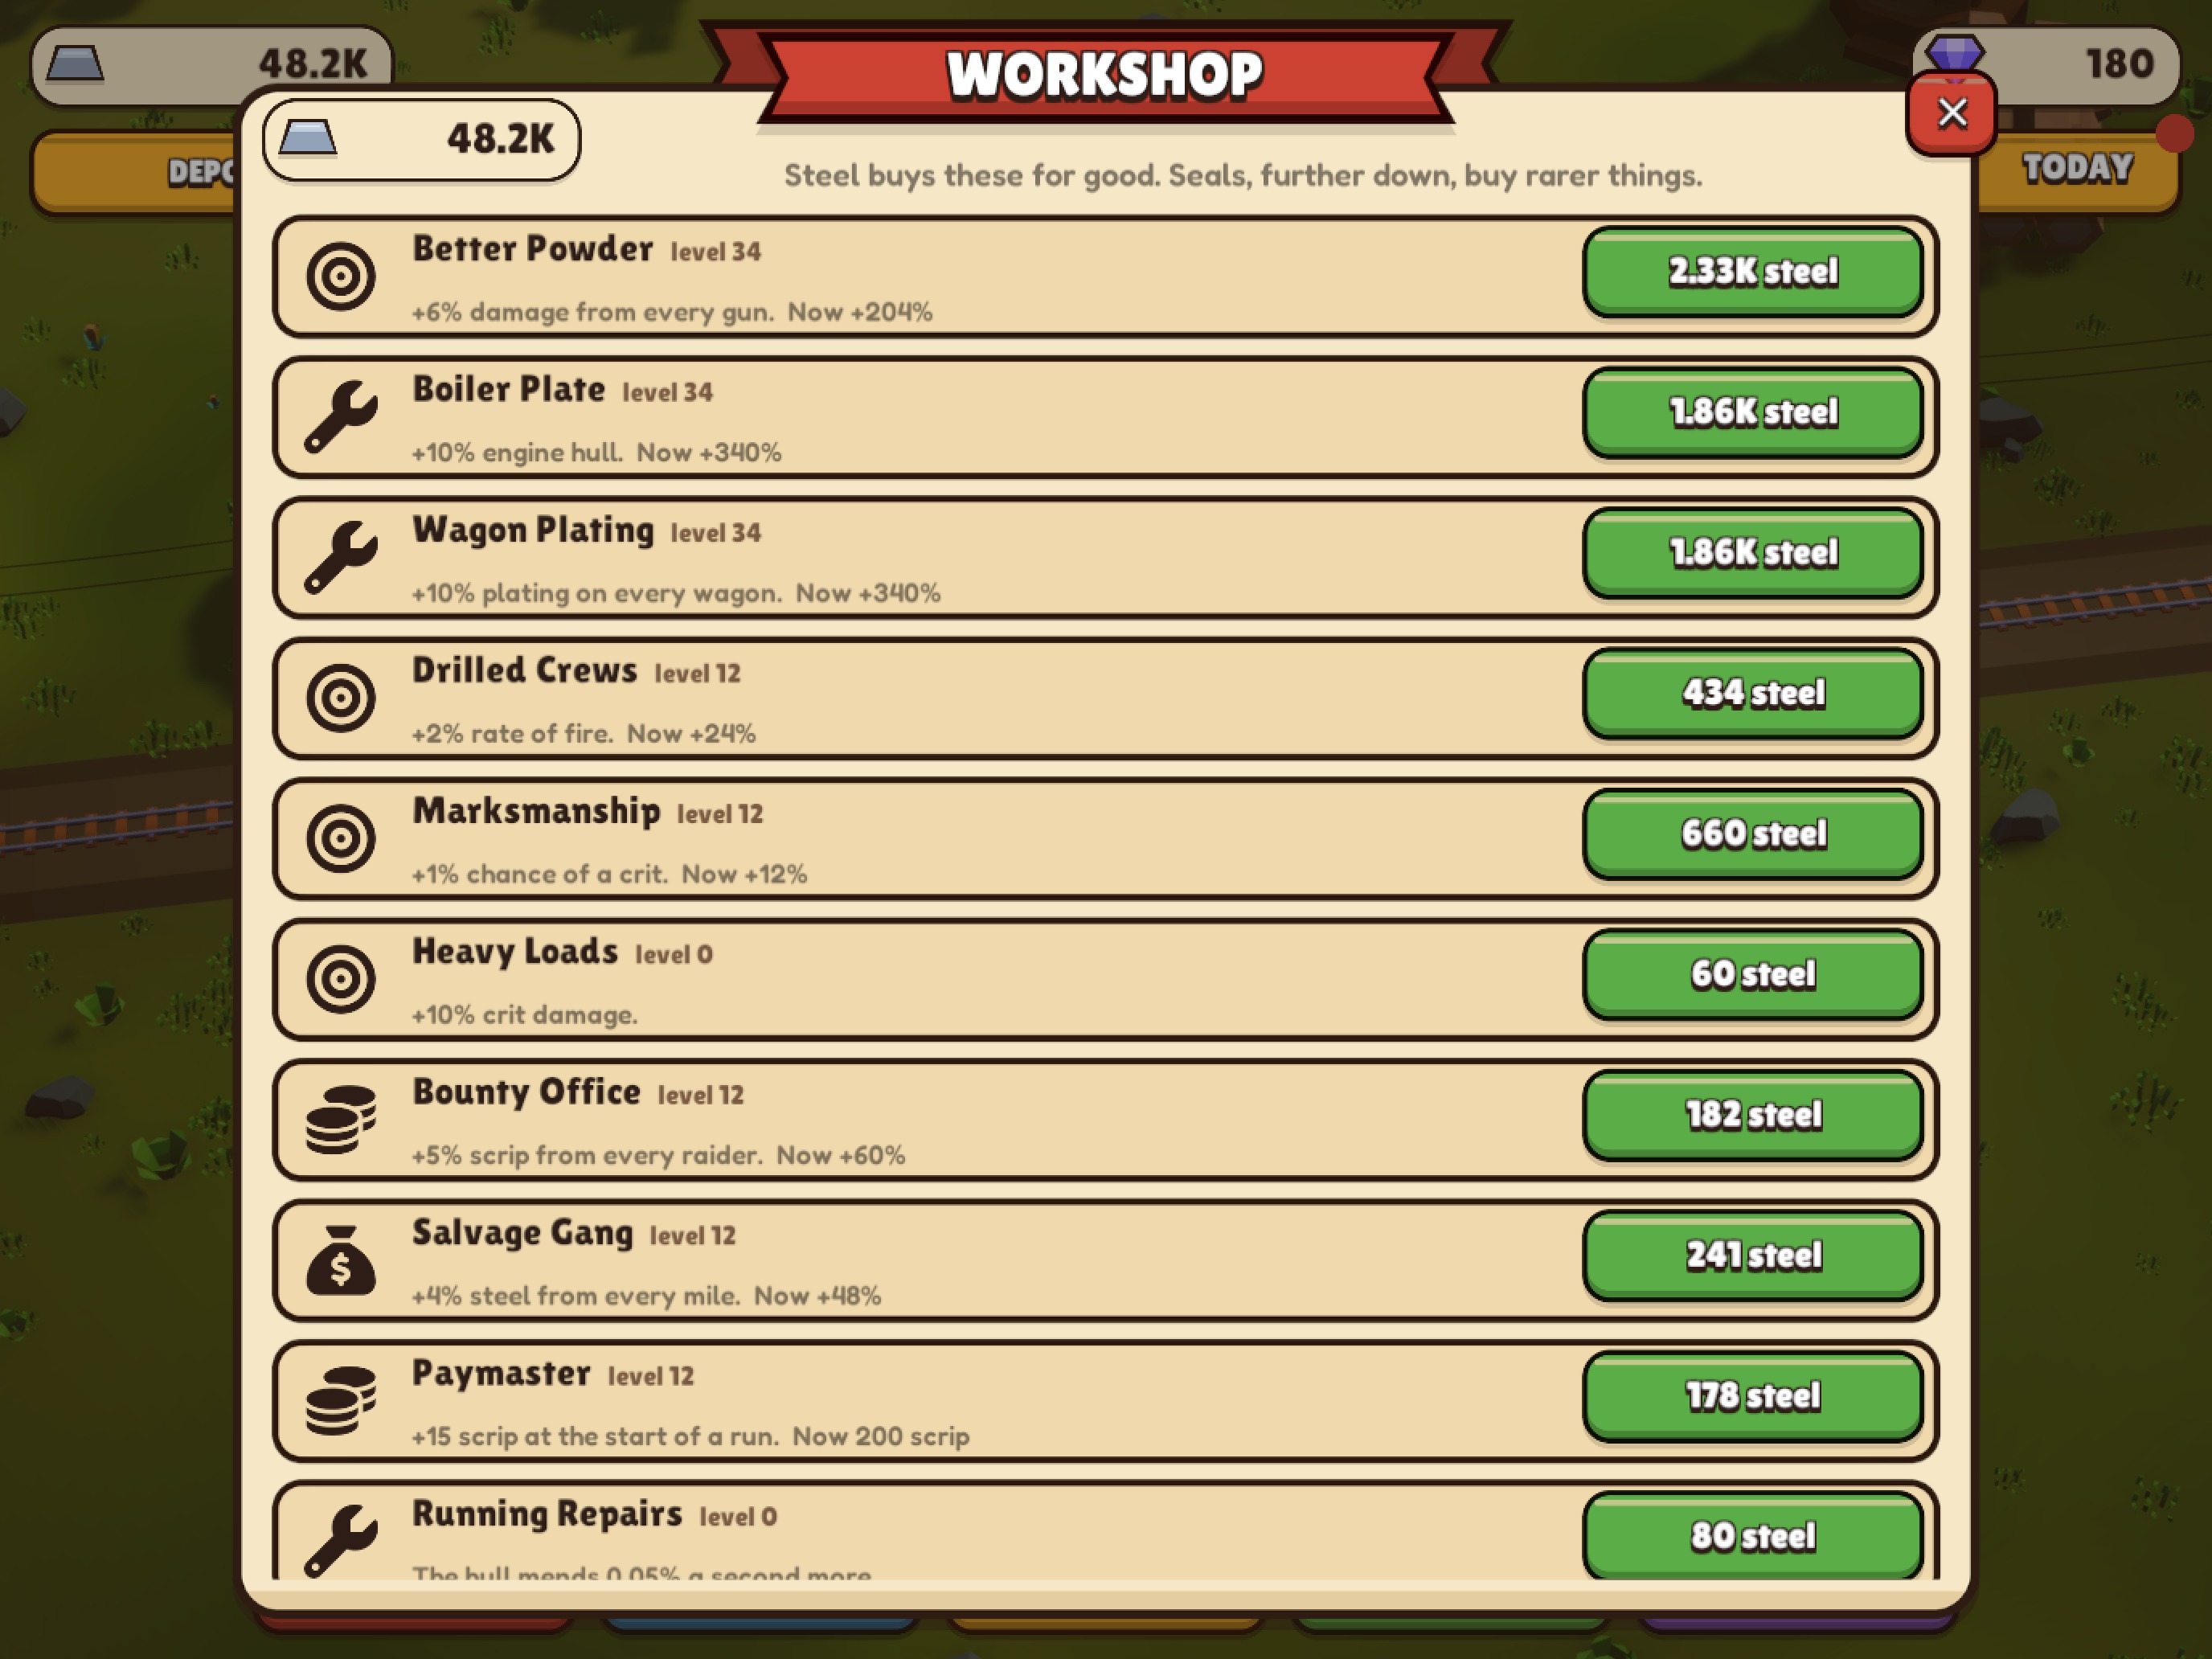 48.2K
WORKSHOP
180
48.2K
DEPO
TODAY
Steel buys these for good. Seals, further down, buy rarer things.
Better Powder level 34
2.33K steel
+6% damage from every gun. Now +204%
Boiler Plate level 34
1.86K steel
+10% engine hull. Now +340%
Wagon Plating level 34
1.86K steel
+10% plating on every wagon. Now +340%
Drilled Crews level 12
434 steel
+2% rate of fire. Now +24%
Marksmanship level 12
660 steel
+1% chance of a crit. Now +12%
Heavy Loads level 0
60 steel
+10% crit damage.
Bounty Office level 12
182 steel
+5% scrip from every raider. Now +60%
Salvage Gang level 12
241 steel
+4% steel from every mile. Now +48%
Paymaster level 12
178 steel
+15 scrip at the start of a run. Now 200 scrip
Running Repairs level 0
80 steel
The hull mends 0.05% a second more